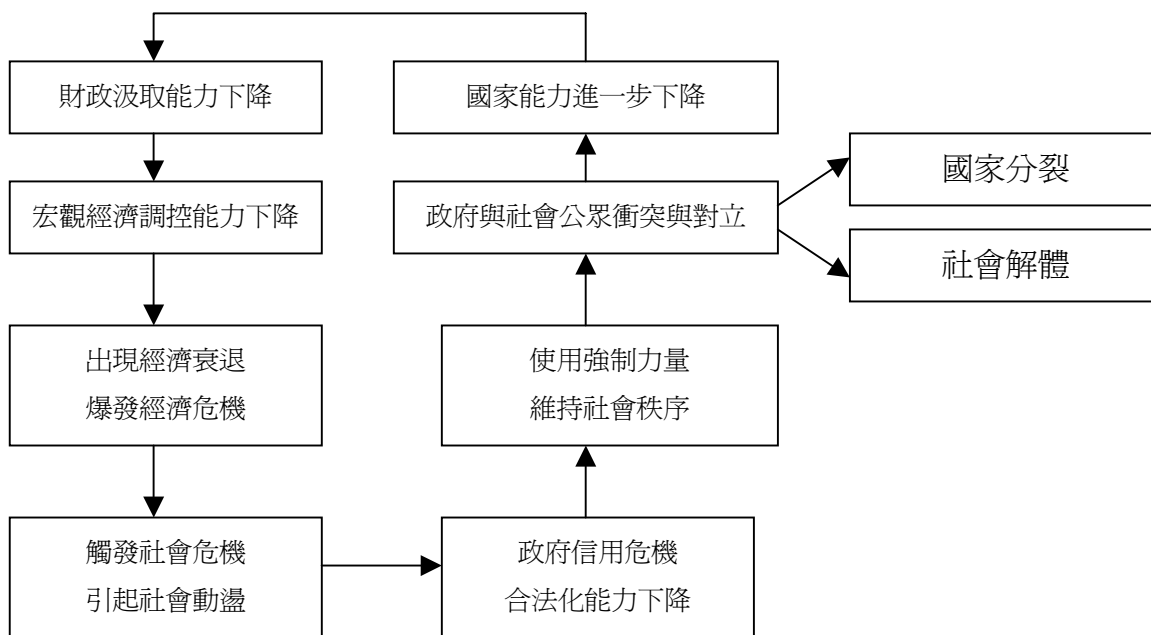 財政汲取能力下降
國家能力進一步下降
國家分裂
宏觀經濟調控能力下降
政府與社會公眾衝突與對立
社會解體
出現經濟衰退
爆發經濟危機
使用強制力量
維持社會秩序
觸發社會危機
引起社會動盪
政府信用危機
合法化能力下降